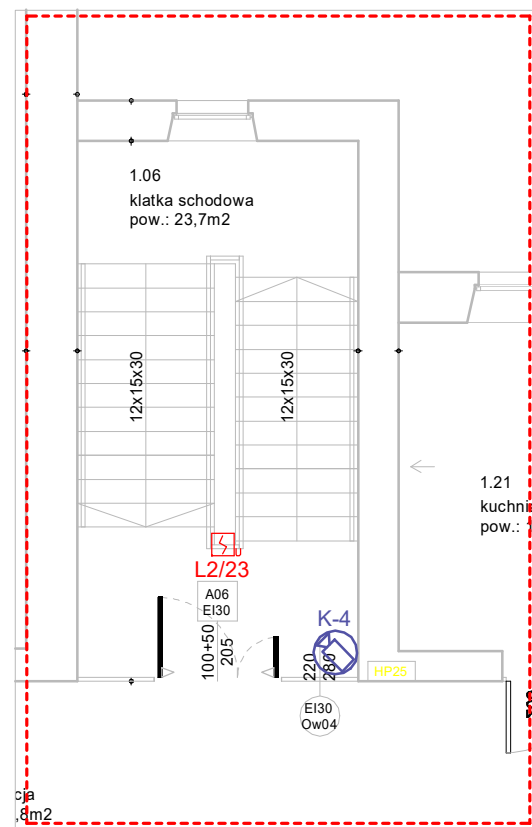 1.06
klatka schodowa
pow.: 23,7m2
12x15x30
12x15x30
1.21
kuchni
pow.:
L2/23
A06
EI30
100+50
205
K-4
220
280
HP25
EI30
Ow04
cja
,8m2